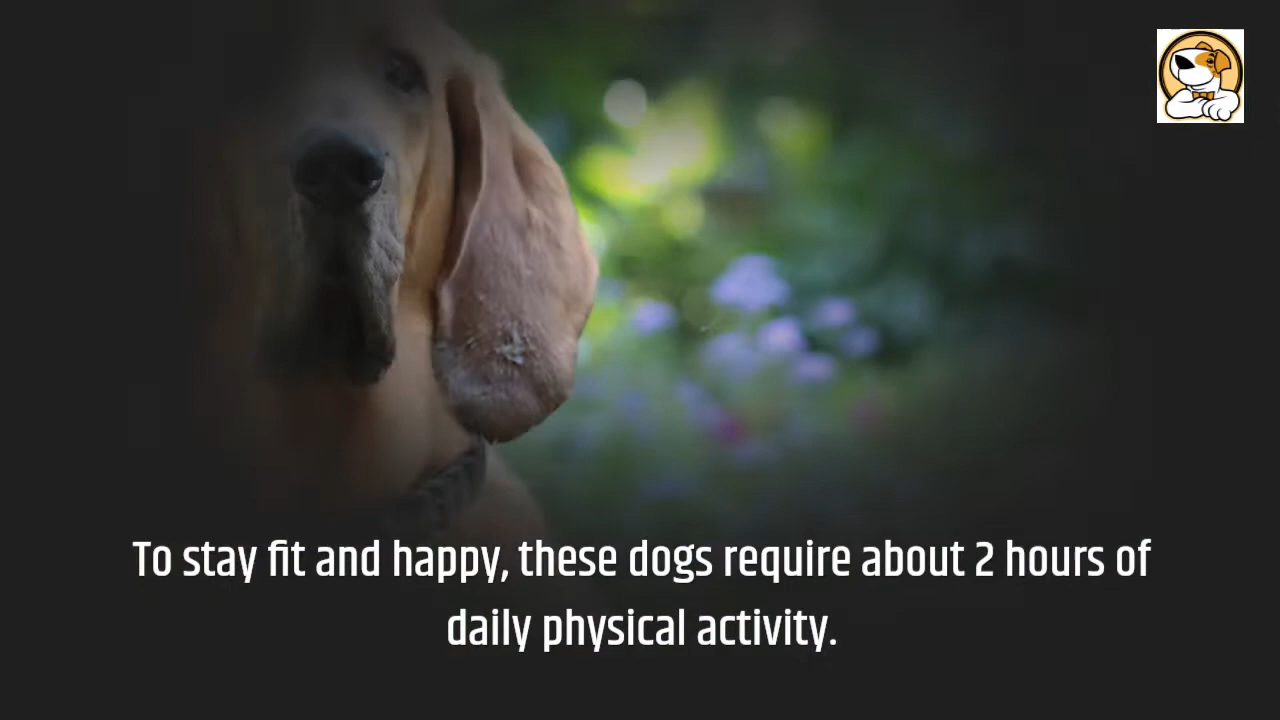 To stay fit and happy, these dogs require about 2 hours of
daily physical activity.